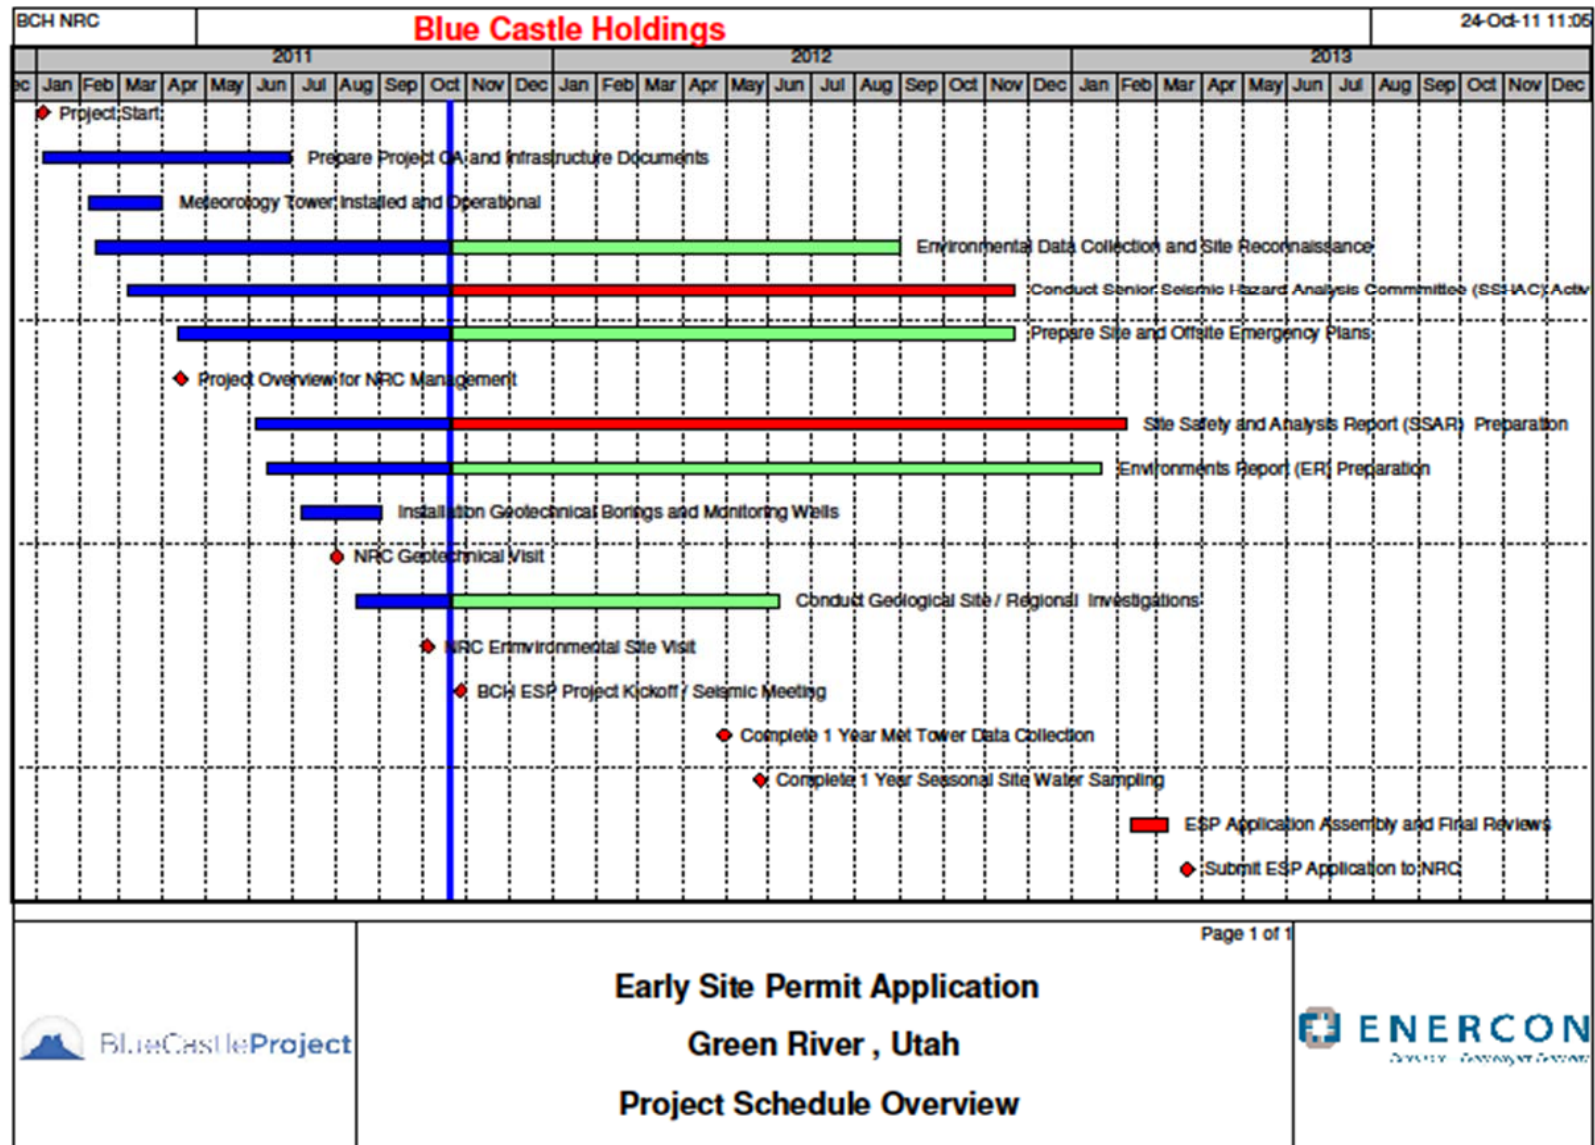 BCH NRC
Blue Castle Holdings
24-Oct-11 11:05
2011 2012 2013
ec Jan Feb Mar Apr May Jun Jul Aug Sep Oct Nov Dec Jan Feb Mar Apr May Jun Jul Aug Sep Oct Nov Dec Jan Feb Mar Apr May Jun Jul Aug Sep Oct Nov Dec
Project Start
Prepare Project QA and Infrastructure Documents
Meteorology Tower Installed and Operational
Environmental Data Collection and Site Reconnaissance
Conduct Senior Seismic Hazard Analysis Commmittee (SSHAC) Activ
Prepare Site and Offsite Emergency Plans
Project Overview for NRC Management
Site Safety and Analysis Report (SSAR) Preparation
Environments Report (ER) Preparation
Installation Geotechnical Borings and Monitoring Wells
NRC Geotechnical Visit
Conduct Geological Site / Regional Investigations
NRC Enmvironmental Site Visit
BCH ESP Project Kickoff / Seismic Meeting
Complete 1 Year Met Tower Data Collection
Complete 1 Year Seasonal Site Water Sampling
ESP Application Assembly and Final Reviews
Submit ESP Application to NRC
Page 1 of 1
BlueCastleProject
Early Site Permit Application
Green River , Utah
Project Schedule Overview
ENERCON